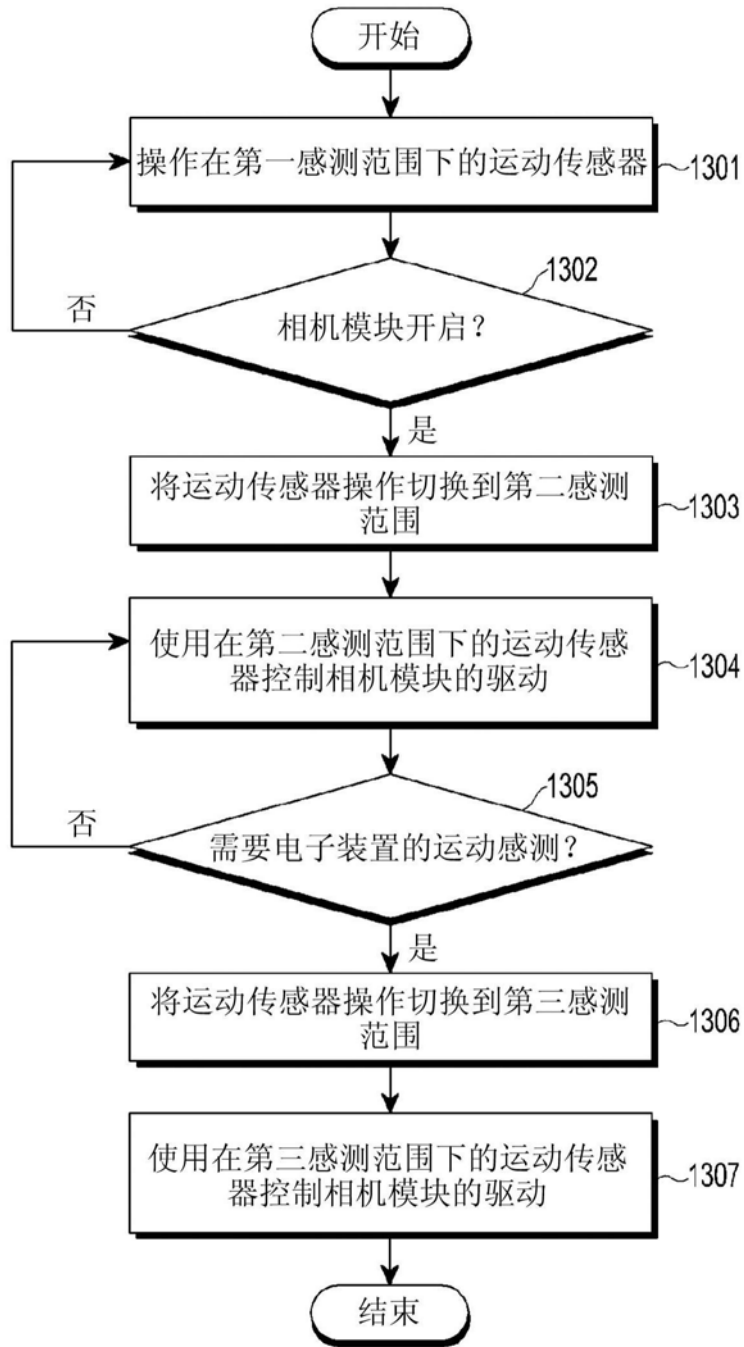 开始
操作在第一感测范围下的运动传感器
1301
1302
相机模块开启？
否
是
将运动传感器操作切换到第二感测
范围
1303
使用在第二感测范围下的运动传感
器控制相机模块的驱动
1304
1305
需要电子装置的运动感测？
否
是
将运动传感器操作切换到第三感测
范围
1306
使用在第三感测范围下的运动传感
器控制相机模块的驱动
1307
结束